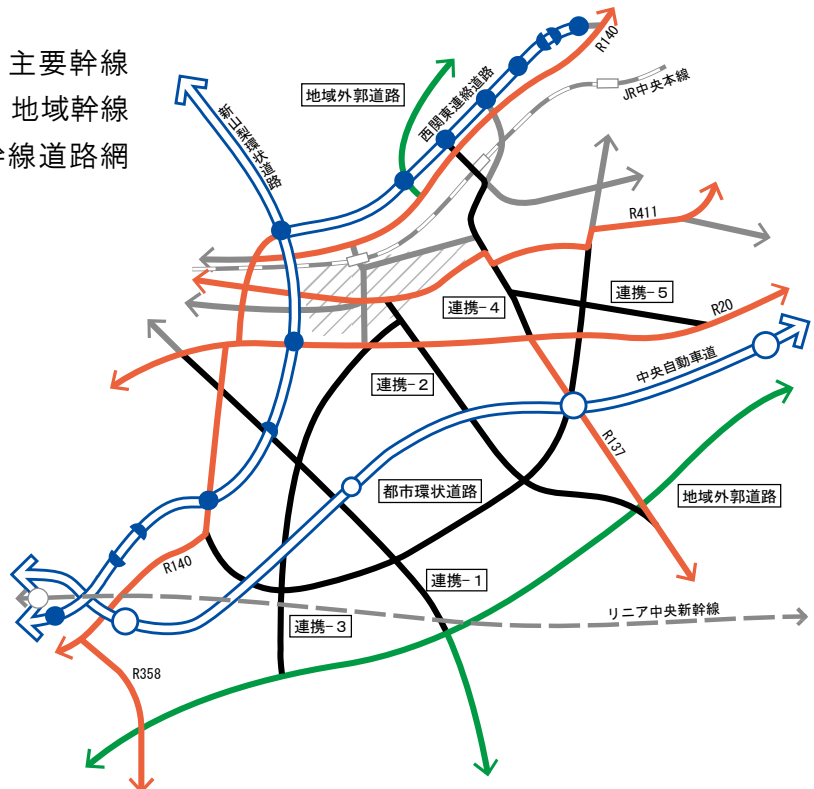 主要幹線
地域幹線
幹線道路網
R140
地域外郭道路
西関東連絡道路
JR中央本線
新山梨環状道路
R411
連携-5
連携-4
R20
中央自動車道
連携-2
R137
都市環状道路
地域外郭道路
R140
連携-1
リニア中央新幹線
連携-3
R358